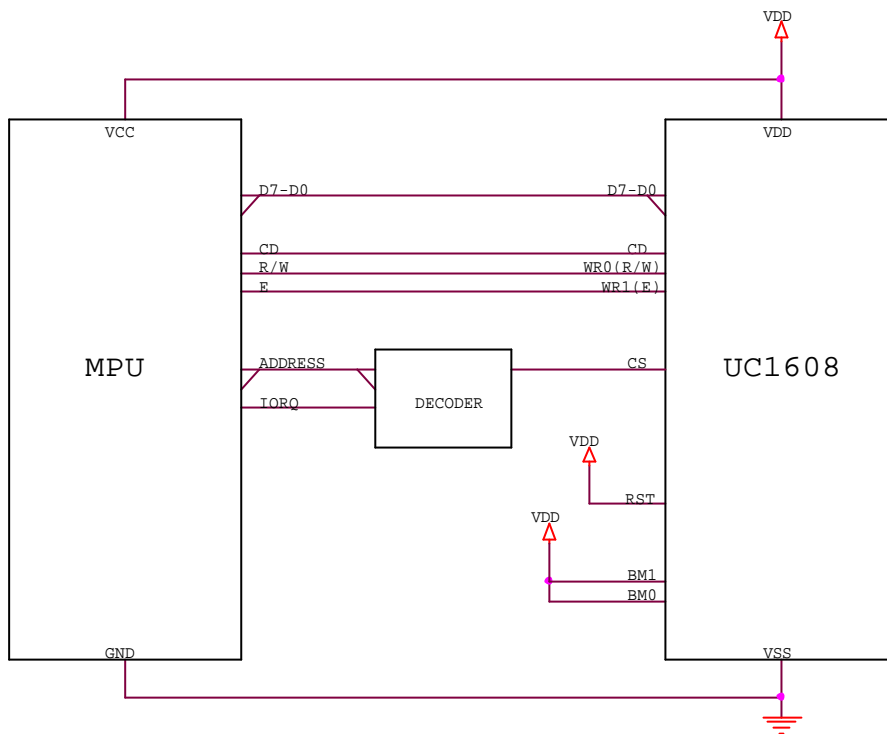 VDD
VCC
VDD
D7-D0
D7-D0
CD
CD
R/W
WR0(R/W)
E
WR1(E)
MPU
ADDRESS
CS
UC1608
IORQ
DECODER
VDD
RST
VDD
BM1
BM0
GND
VSS